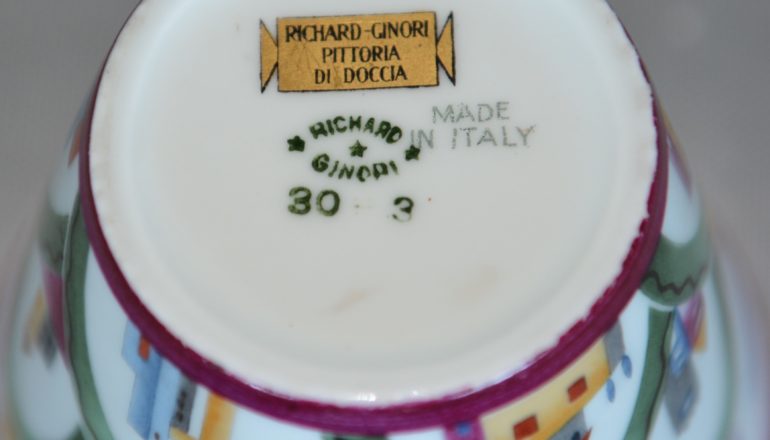 RICHARD-GINORI
PITTORIA
DI DOCCIA
MADE
IN ITALY
RICHARD
GINORI
30 - 3